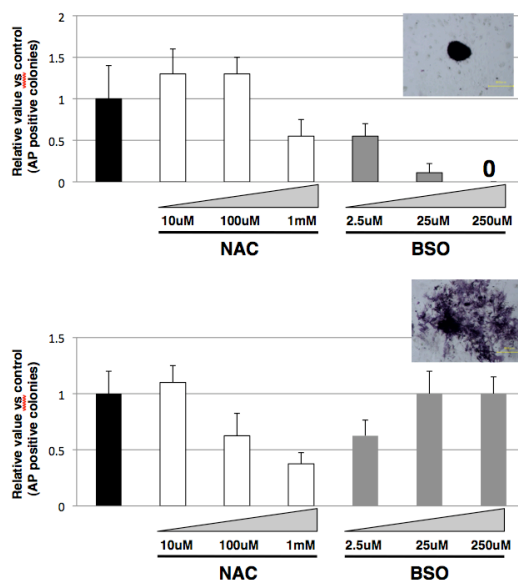 Relative value vs control
(AP positive colonies)
2
1.5
1
0.5
0
0
10uM 100uM 1mM 2.5uM 25uM 250uM
NAC BSO
Relative value vs control
(AP positive colonies)
1.5
1
0.5
0
10uM 100uM 1mM 2.5uM 25uM 250uM
NAC BSO